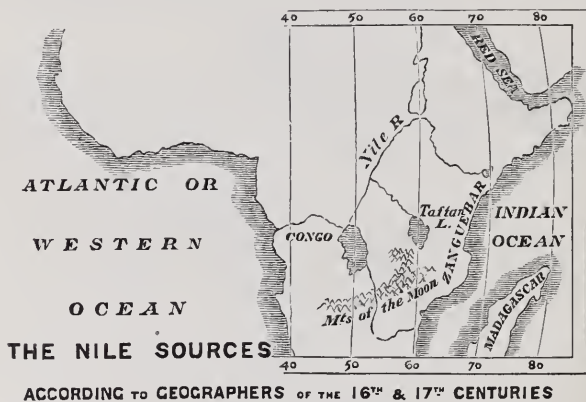 40 50 60 70 80
RED SEA
Nile R
ATLANTIC OR
WESTERN
OCEAN
CONGO
Taftan
L.
ZANGUEBAR
INDIAN
OCEAN
Mts of the Moon
MADAGASCAR
THE NILE SOURCES
40 50 60 70 80
ACCORDING TO GEOGRAPHERS OF THE 16TH & 17TH CENTURIES